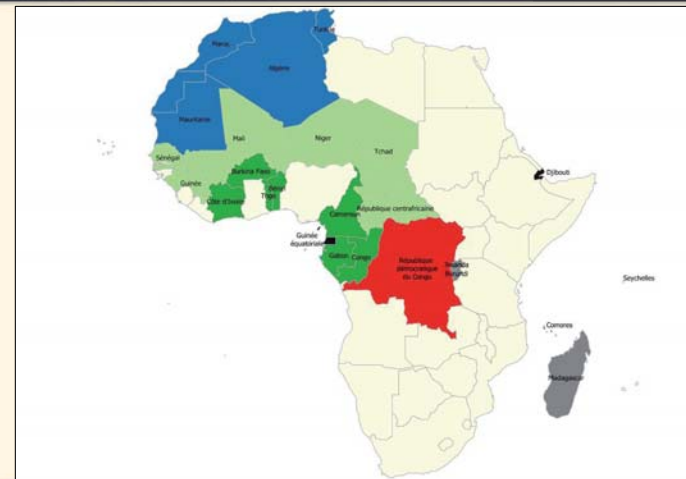 Tunisie
Maroc
Algérie
Mauritanie
Mali
Niger
Tchad
Sénégal
Guinée
Burkina Faso
Bénin
Togo
Côte d'Ivoire
Djibouti
Cameroun
République centrafricaine
Guinée
équatoriale
Gabon
Congo
République
démocratique
du Congo
Rwanda
Burundi
Seychelles
Comores
Madagascar